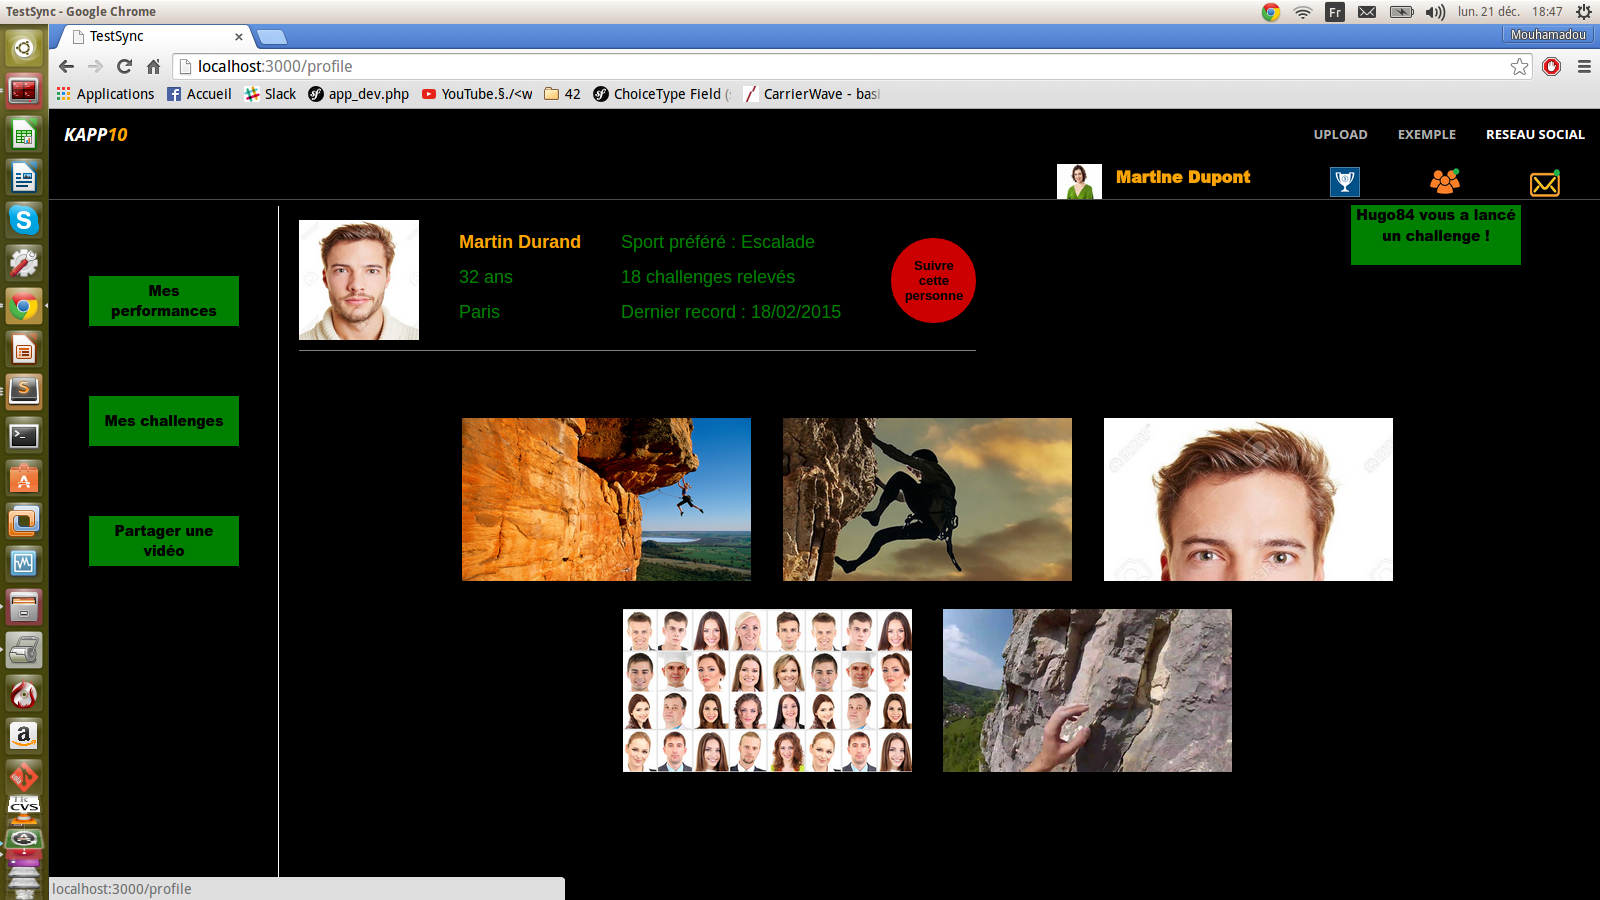 TestSync - Google Chrome
Fr
lun. 21 déc.
18:47
TestSync
Mouhamadou
localhost:3000/profile
Applications
Accueil
Slack
app_dev.php
YouTube.§./<w
42
ChoiceType Field (
CarrierWave - basi
KAPP10
UPLOAD
EXEMPLE
RESEAU SOCIAL
Martine Dupont
Hugo84 vous a lancé
un challenge !
Mes
performances
Mes challenges
Partager une
vidéo
Martin Durand
32 ans
Paris
Sport préféré : Escalade
18 challenges relevés
Dernier record : 18/02/2015
Suivre
cette
personne
CVS
localhost:3000/profile